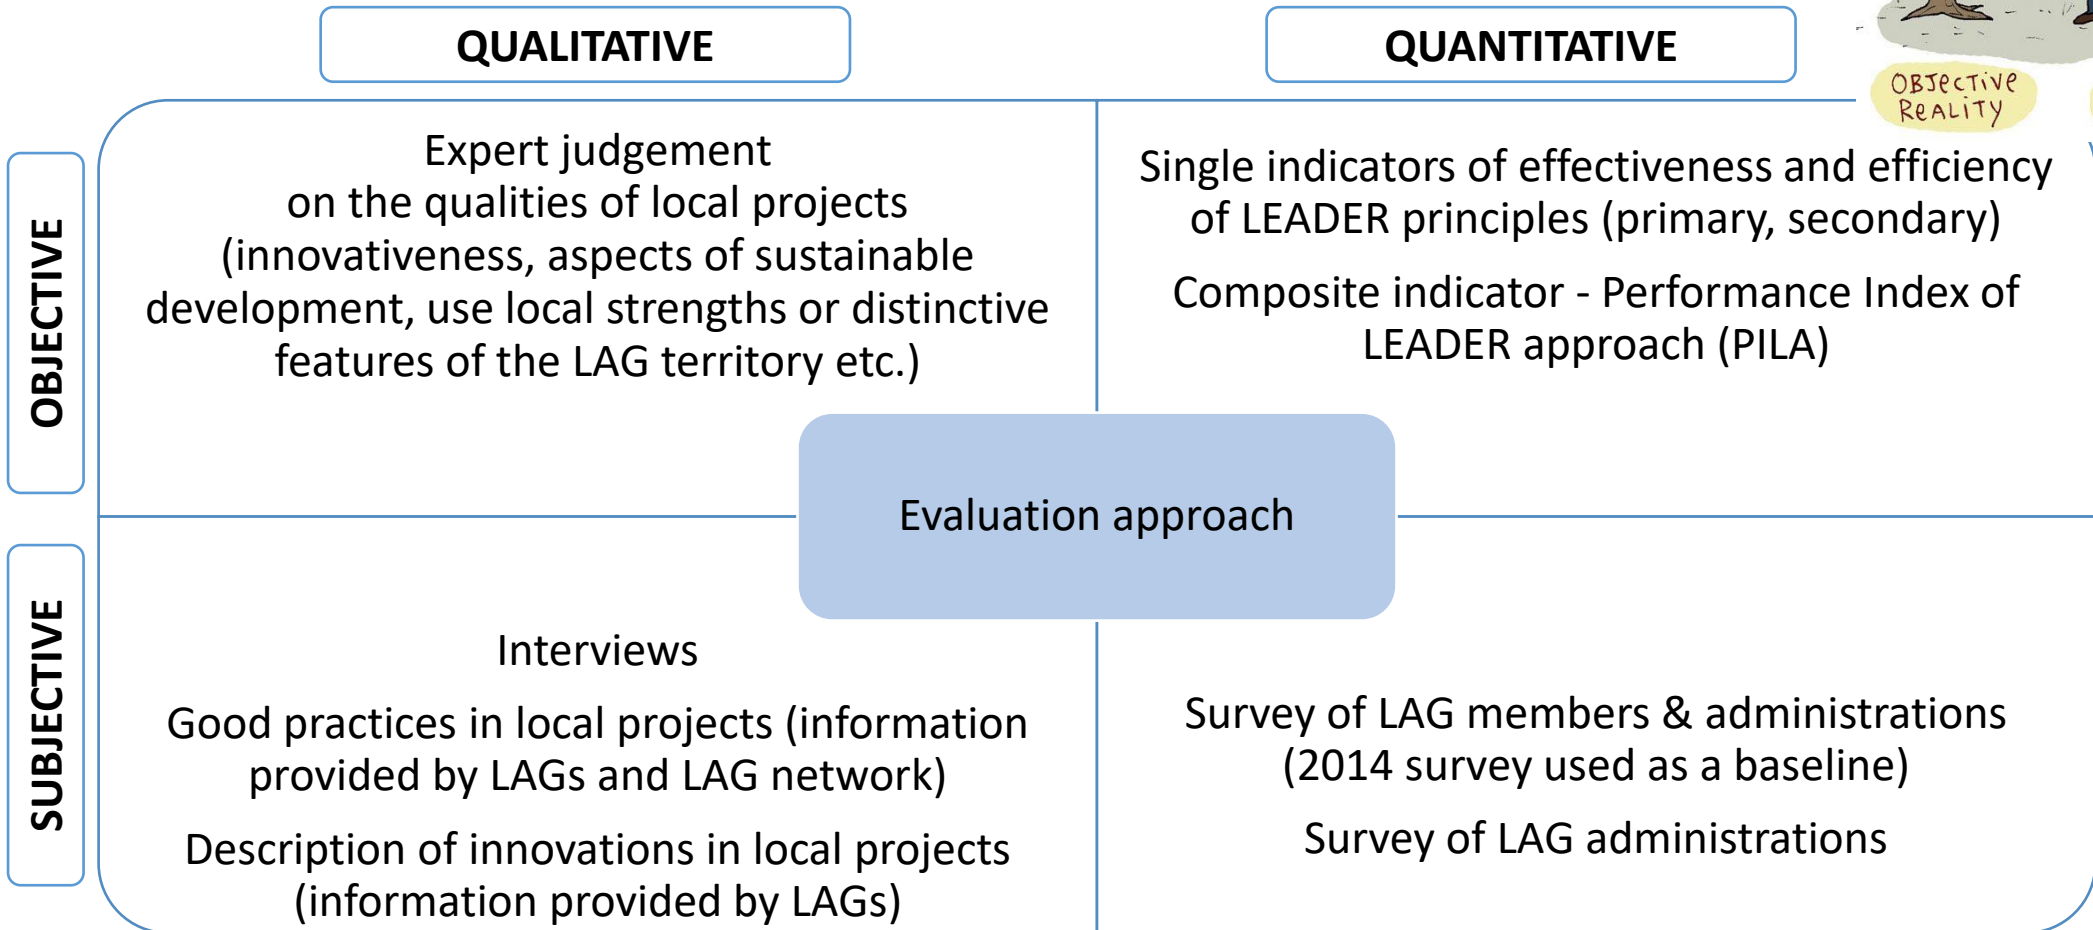 QUALITATIVE
QUANTITATIVE
OBJECTIVE
REALITY
OBJECTIVE
Expert judgement
on the qualities of local projects
(innovativeness, aspects of sustainable
development, use local strengths or distinctive
features of the LAG territory etc.)
Single indicators of effectiveness and efficiency
of LEADER principles (primary, secondary)
Composite indicator - Performance Index of
LEADER approach (PILA)
Evaluation approach
SUBJECTIVE
Interviews
Good practices in local projects (information
provided by LAGs and LAG network)
Description of innovations in local projects
(information provided by LAGs)
Survey of LAG members & administrations
(2014 survey used as a baseline)
Survey of LAG administrations